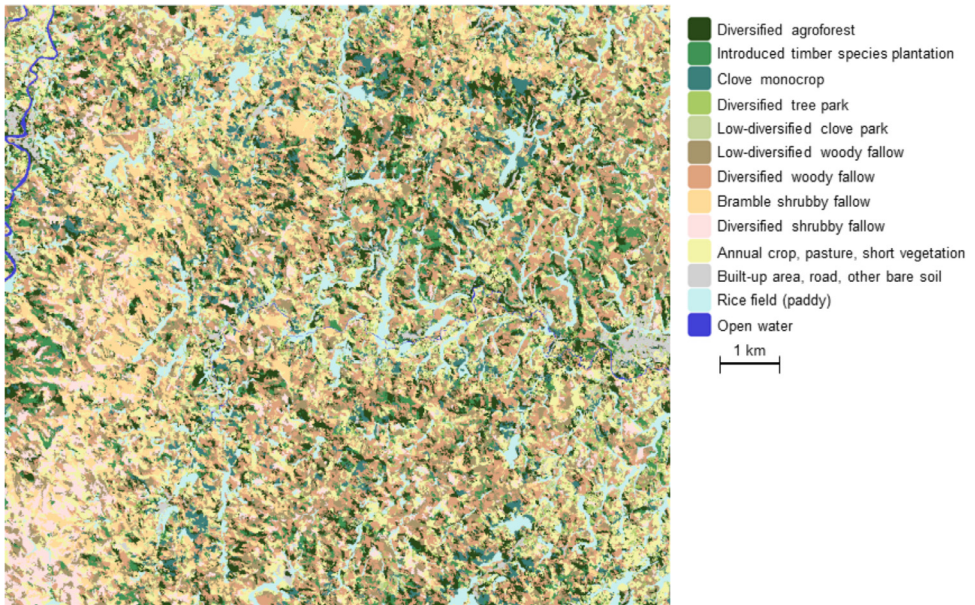 Diversified agroforest
Introduced timber species plantation
Clove monocrop
Diversified tree park
Low-diversified clove park
Low-diversified woody fallow
Diversified woody fallow
Bramble shrubby fallow
Diversified shrubby fallow
Annual crop, pasture, short vegetation
Built-up area, road, other bare soil
Rice field (paddy)
Open water
1 km